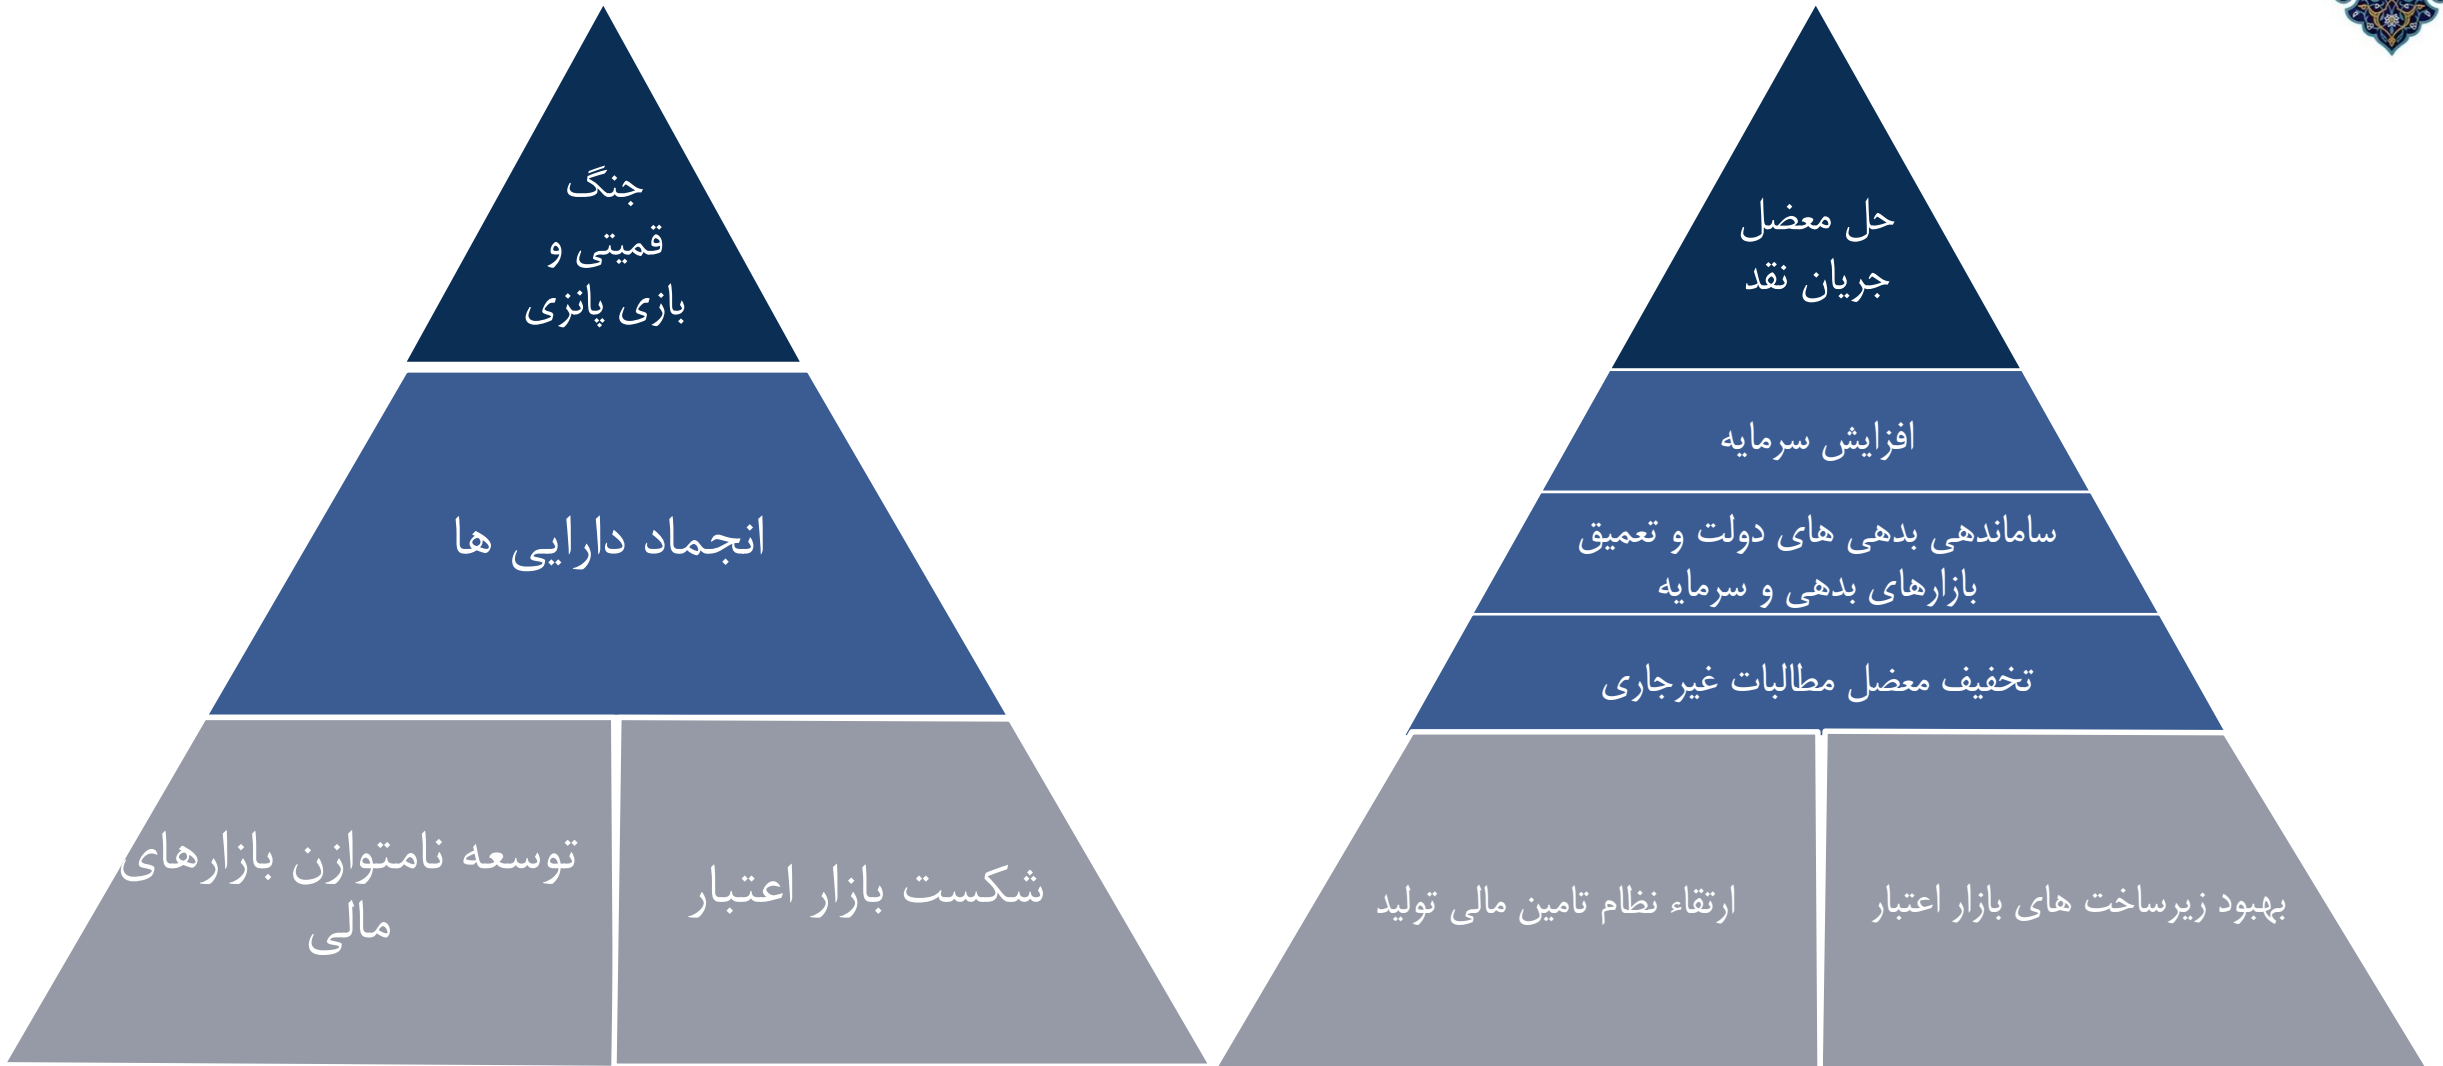 حل معضل
جریان نقد
افزایش سرمایه
ساماندهی بدهی های دولت و تعمیق
بازارهای بدهی و سرمایه
تخفیف معضل مطالبات غیرجاری
بهبود زیرساخت های بازار اعتبار
ارتقاء نظام تامین مالی تولید
جنگ
قمیتی و
بازی پانزی
انجماد دارایی ها
شکست بازار اعتبار
توسعه نامتوازن بازارهای
مالی